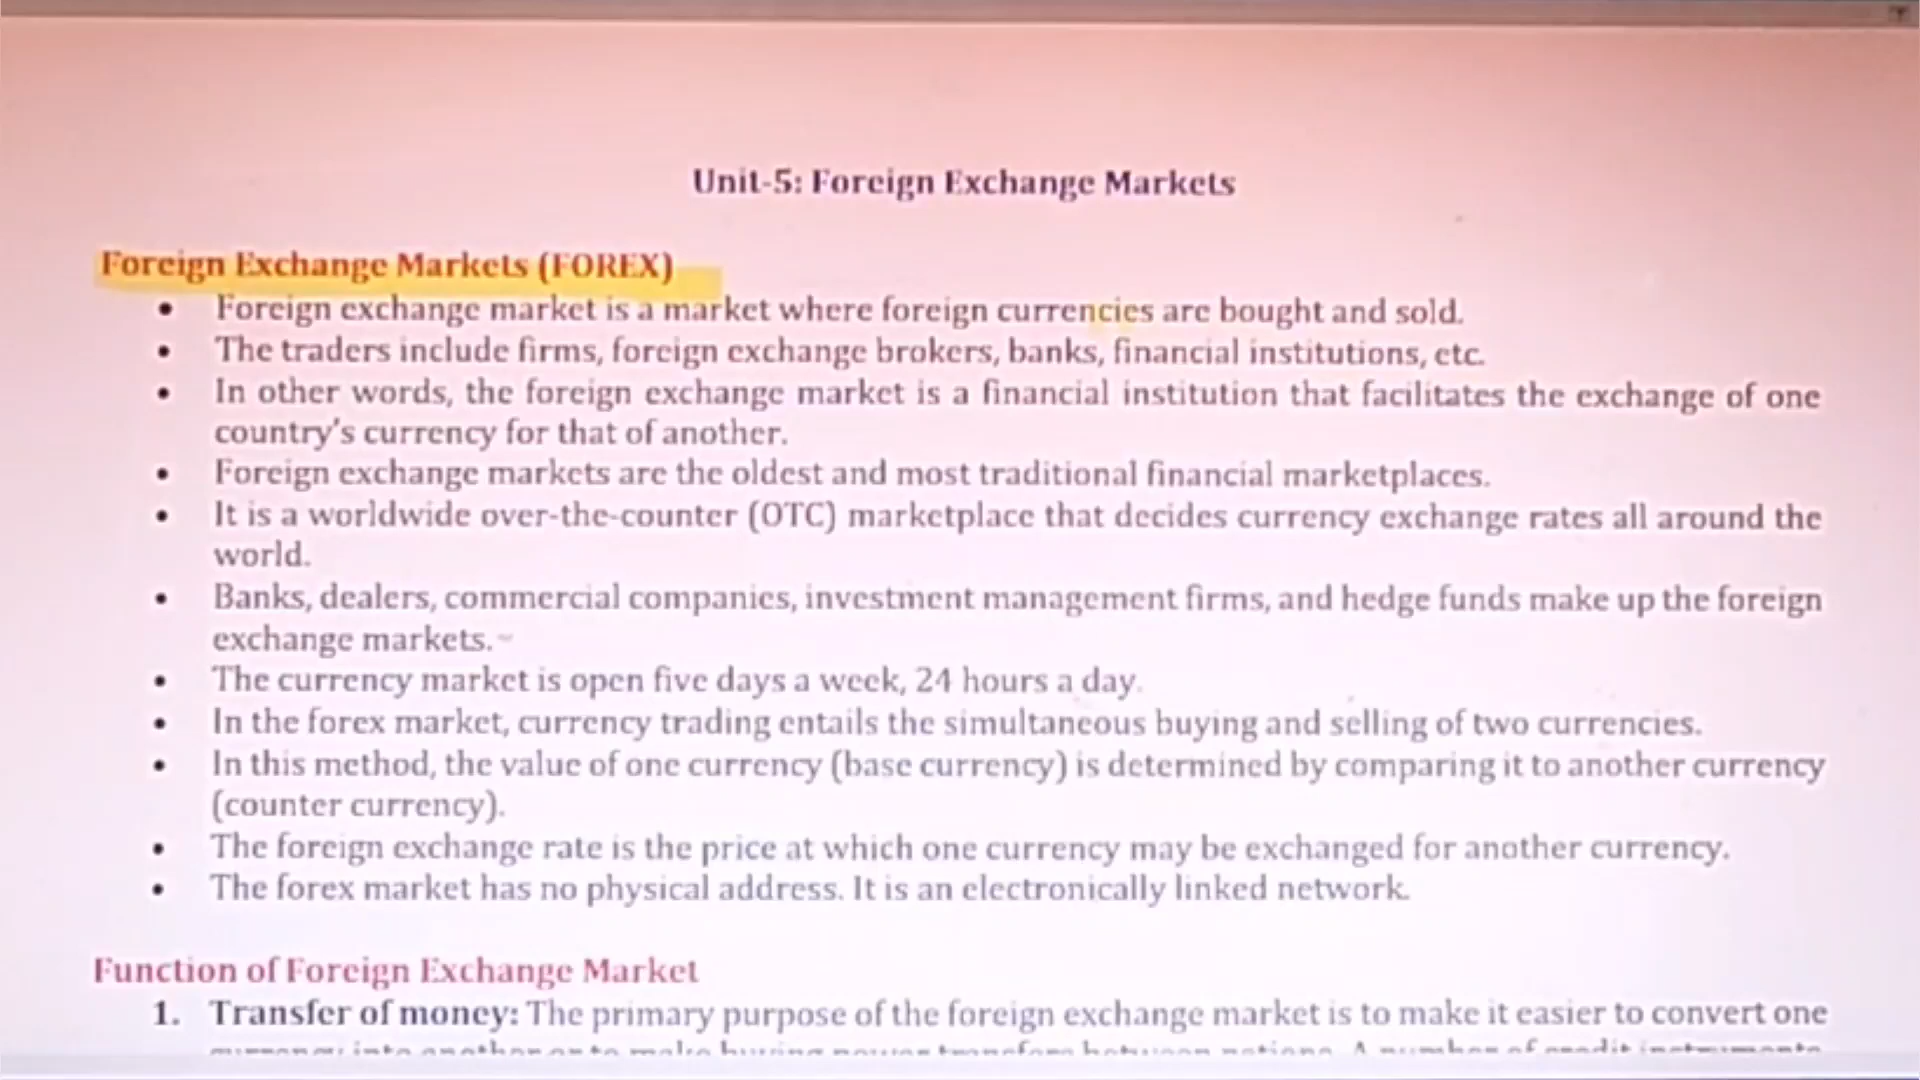 Unit-5: Foreign Exchange Markets
Foreign Exchange Markets (FOREX)
• Foreign exchange market is a market where foreign currencies are bought and sold.
• The traders include firms, foreign exchange brokers, banks, financial institutions, etc.
• In other words, the foreign exchange market is a financial institution that facilitates the exchange of one
country's currency for that of another.
• Foreign exchange markets are the oldest and most traditional financial marketplaces.
• It is a worldwide over-the-counter (OTC) marketplace that decides currency exchange rates all around the
world.
• Banks, dealers, commercial companies, investment management firms, and hedge funds make up the foreign
exchange markets.
• The currency market is open five days a week, 24 hours a day.
• In the forex market, currency trading entails the simultaneous buying and selling of two currencies.
• In this method, the value of one currency (base currency) is determined by comparing it to another currency
(counter currency).
• The foreign exchange rate is the price at which one currency may be exchanged for another currency.
• The forex market has no physical address. It is an electronically linked network.
Function of Foreign Exchange Market
1. Transfer of money: The primary purpose of the foreign exchange market is to make it easier to convert one